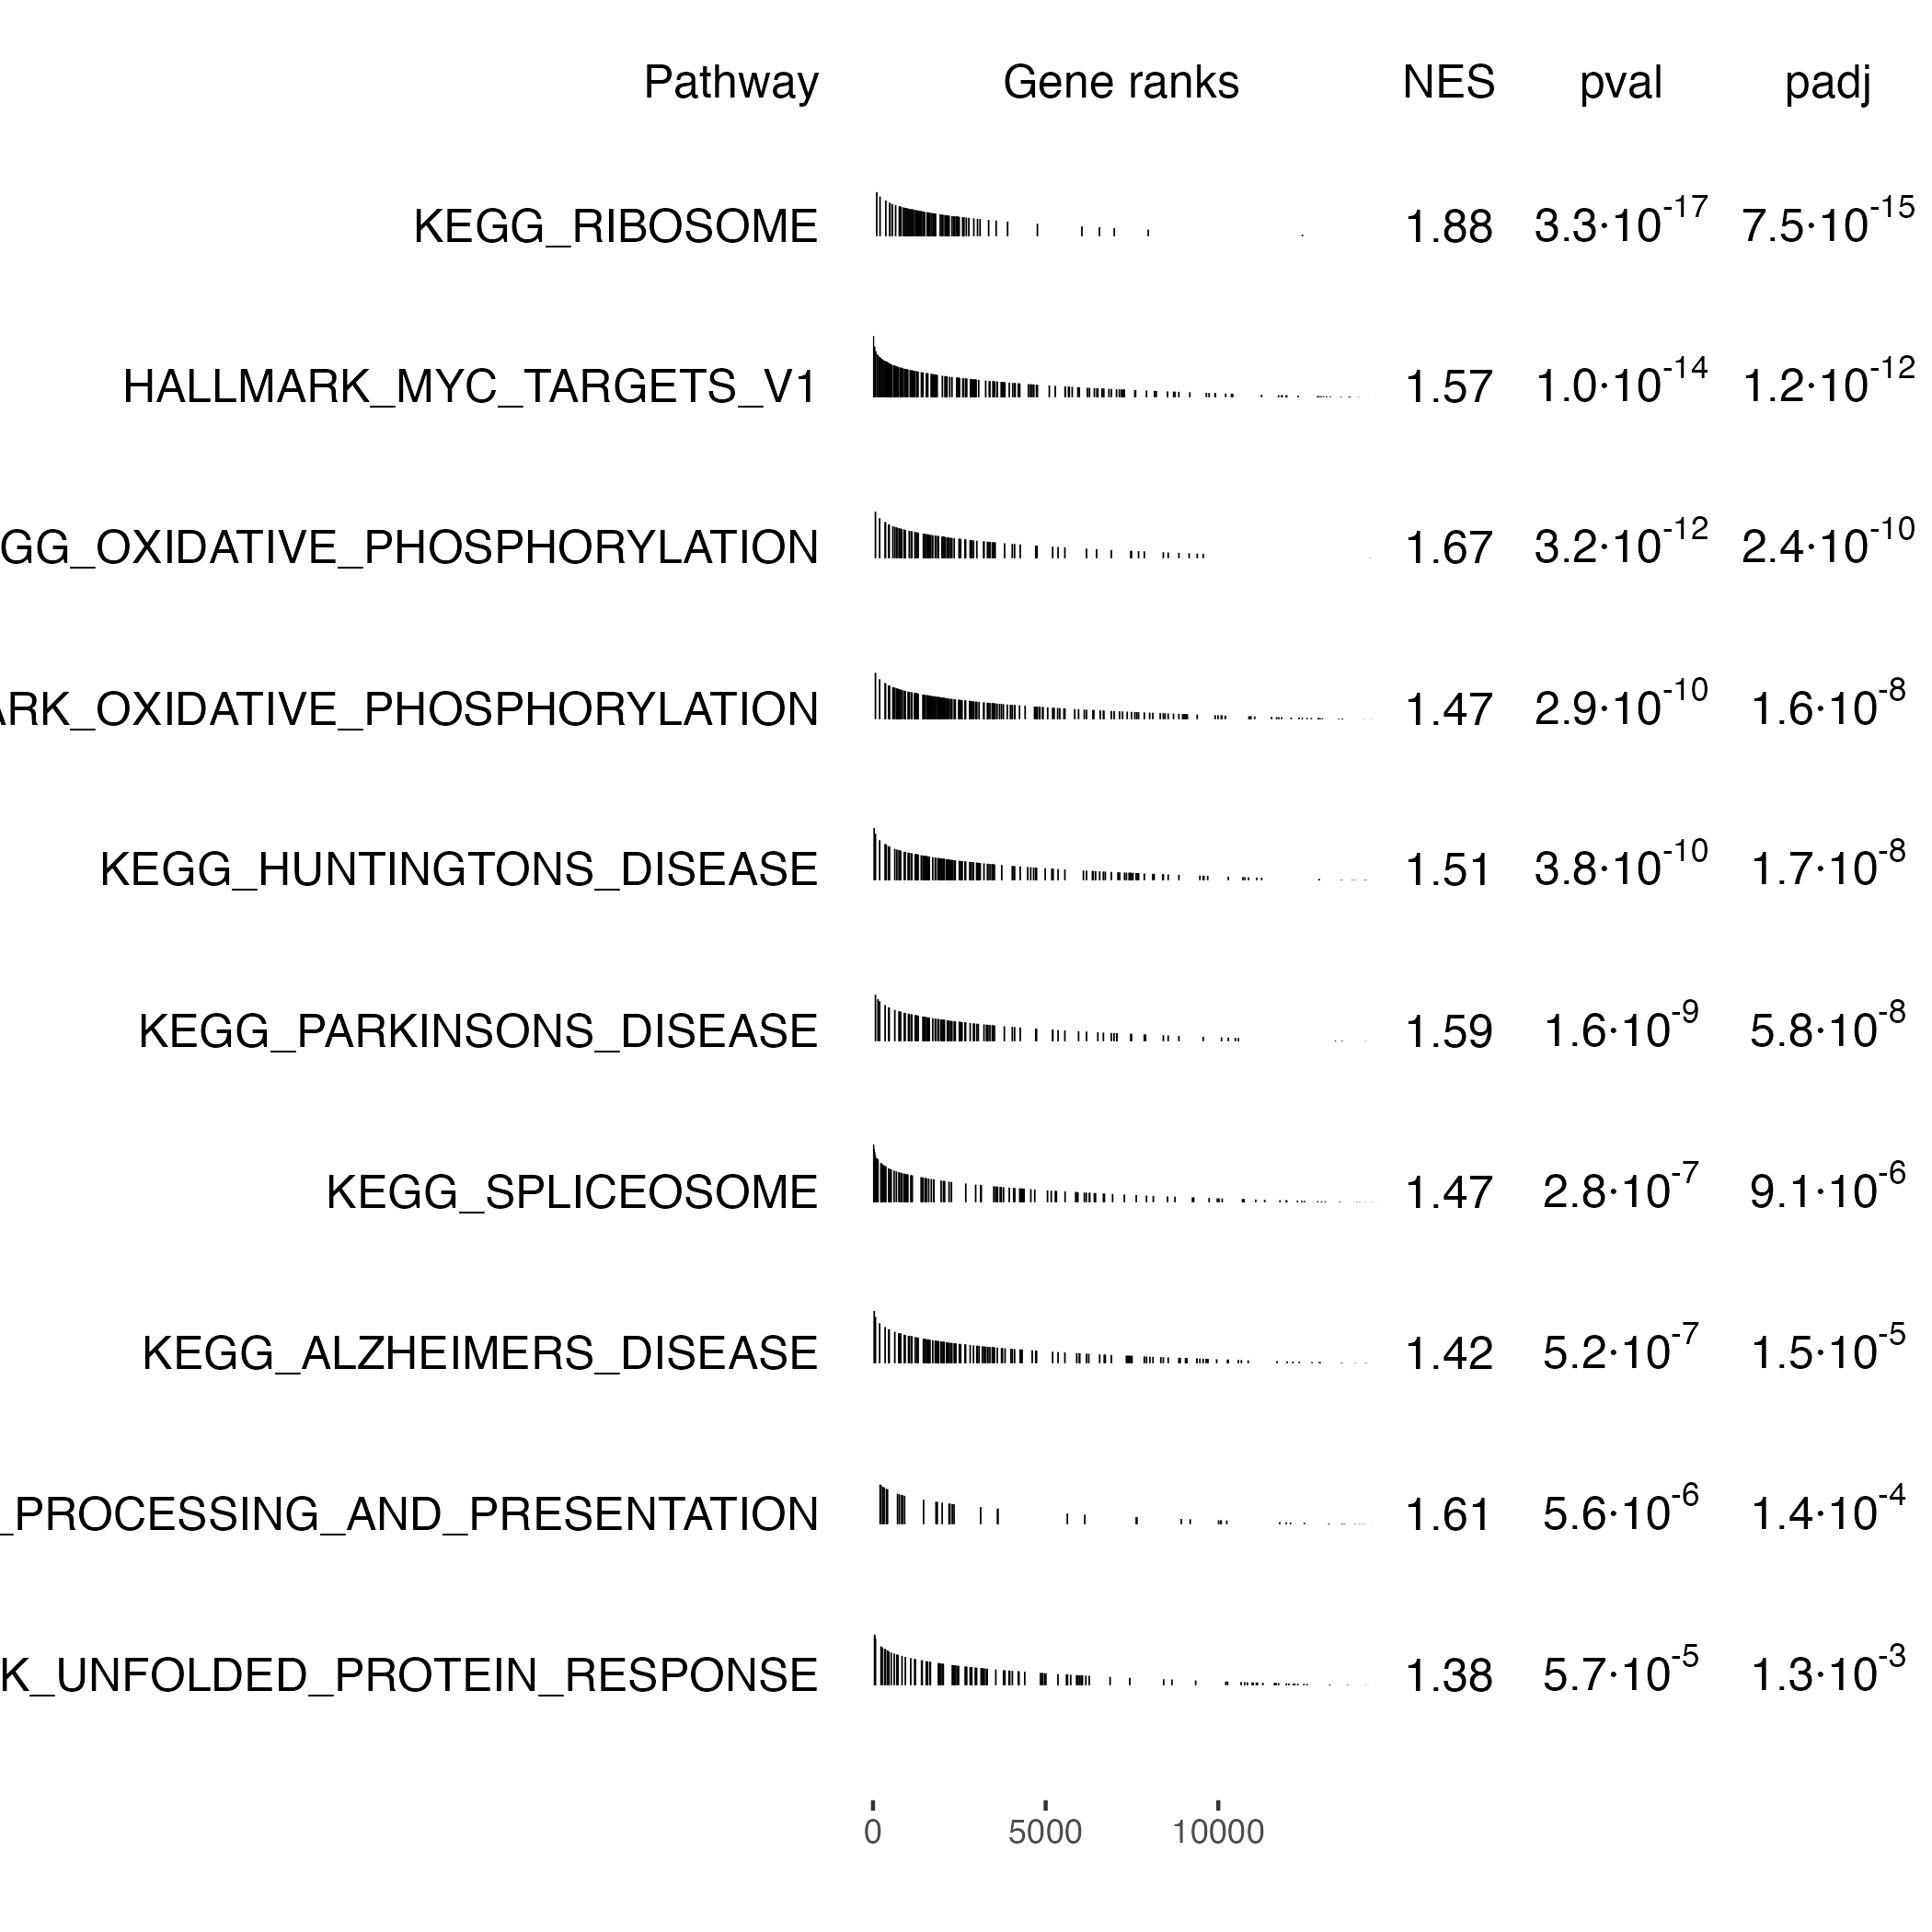 Pathway Gene ranks NES pval padj
KEGG_RIBOSOME 1.88 3.3·10^-17 7.5·10^-15
HALLMARK_MYC_TARGETS_V1 1.57 1.0·10^-14 1.2·10^-12
GG_OXIDATIVE_PHOSPHORYLATION 1.67 3.2·10^-12 2.4·10^-10
ARK_OXIDATIVE_PHOSPHORYLATION 1.47 2.9·10^-10 1.6·10^-8
KEGG_HUNTINGTONS_DISEASE 1.51 3.8·10^-10 1.7·10^-8
KEGG_PARKINSONS_DISEASE 1.59 1.6·10^-9 5.8·10^-8
KEGG_SPLICEOSOME 1.47 2.8·10^-7 9.1·10^-6
KEGG_ALZHEIMERS_DISEASE 1.42 5.2·10^-7 1.5·10^-5
_PROCESSING_AND_PRESENTATION 1.61 5.6·10^-6 1.4·10^-4
K_UNFOLDED_PROTEIN_RESPONSE 1.38 5.7·10^-5 1.3·10^-3
0 5000 10000